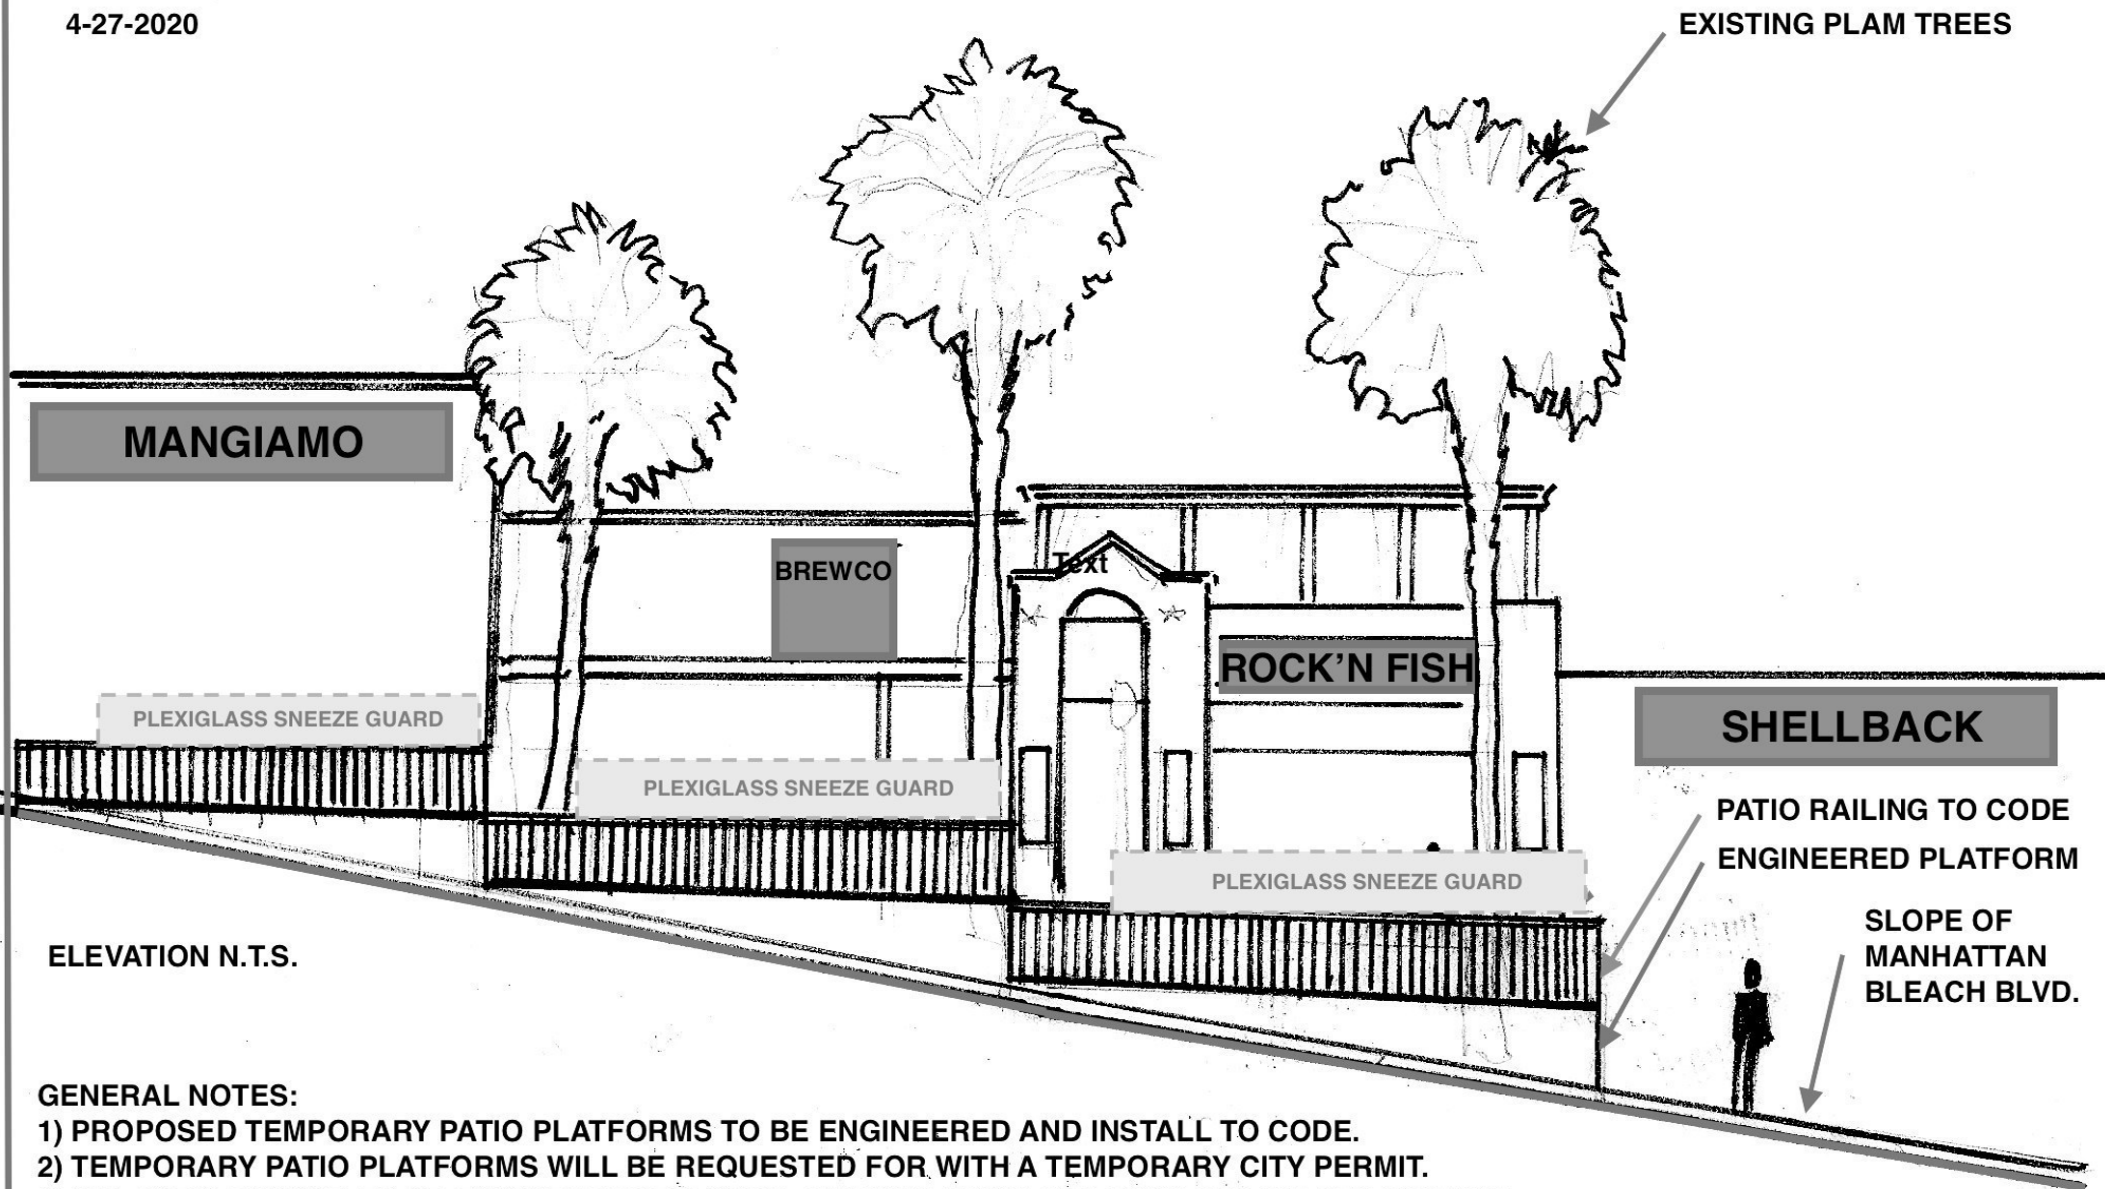 4-27-2020
EXISTING PLAM TREES
MANGIAMO
BREWCO
Text
ROCK’N FISH
SHELLBACK
PLEXIGLASS SNEEZE GUARD
PLEXIGLASS SNEEZE GUARD
PLEXIGLASS SNEEZE GUARD
PATIO RAILING TO CODE
ENGINEERED PLATFORM
SLOPE OF
MANHATTAN
BLEACH BLVD.
ELEVATION N.T.S.
GENERAL NOTES:
1) PROPOSED TEMPORARY PATIO PLATFORMS TO BE ENGINEERED AND INSTALL TO CODE.
2) TEMPORARY PATIO PLATFORMS WILL BE REQUESTED FOR WITH A TEMPORARY CITY PERMIT.